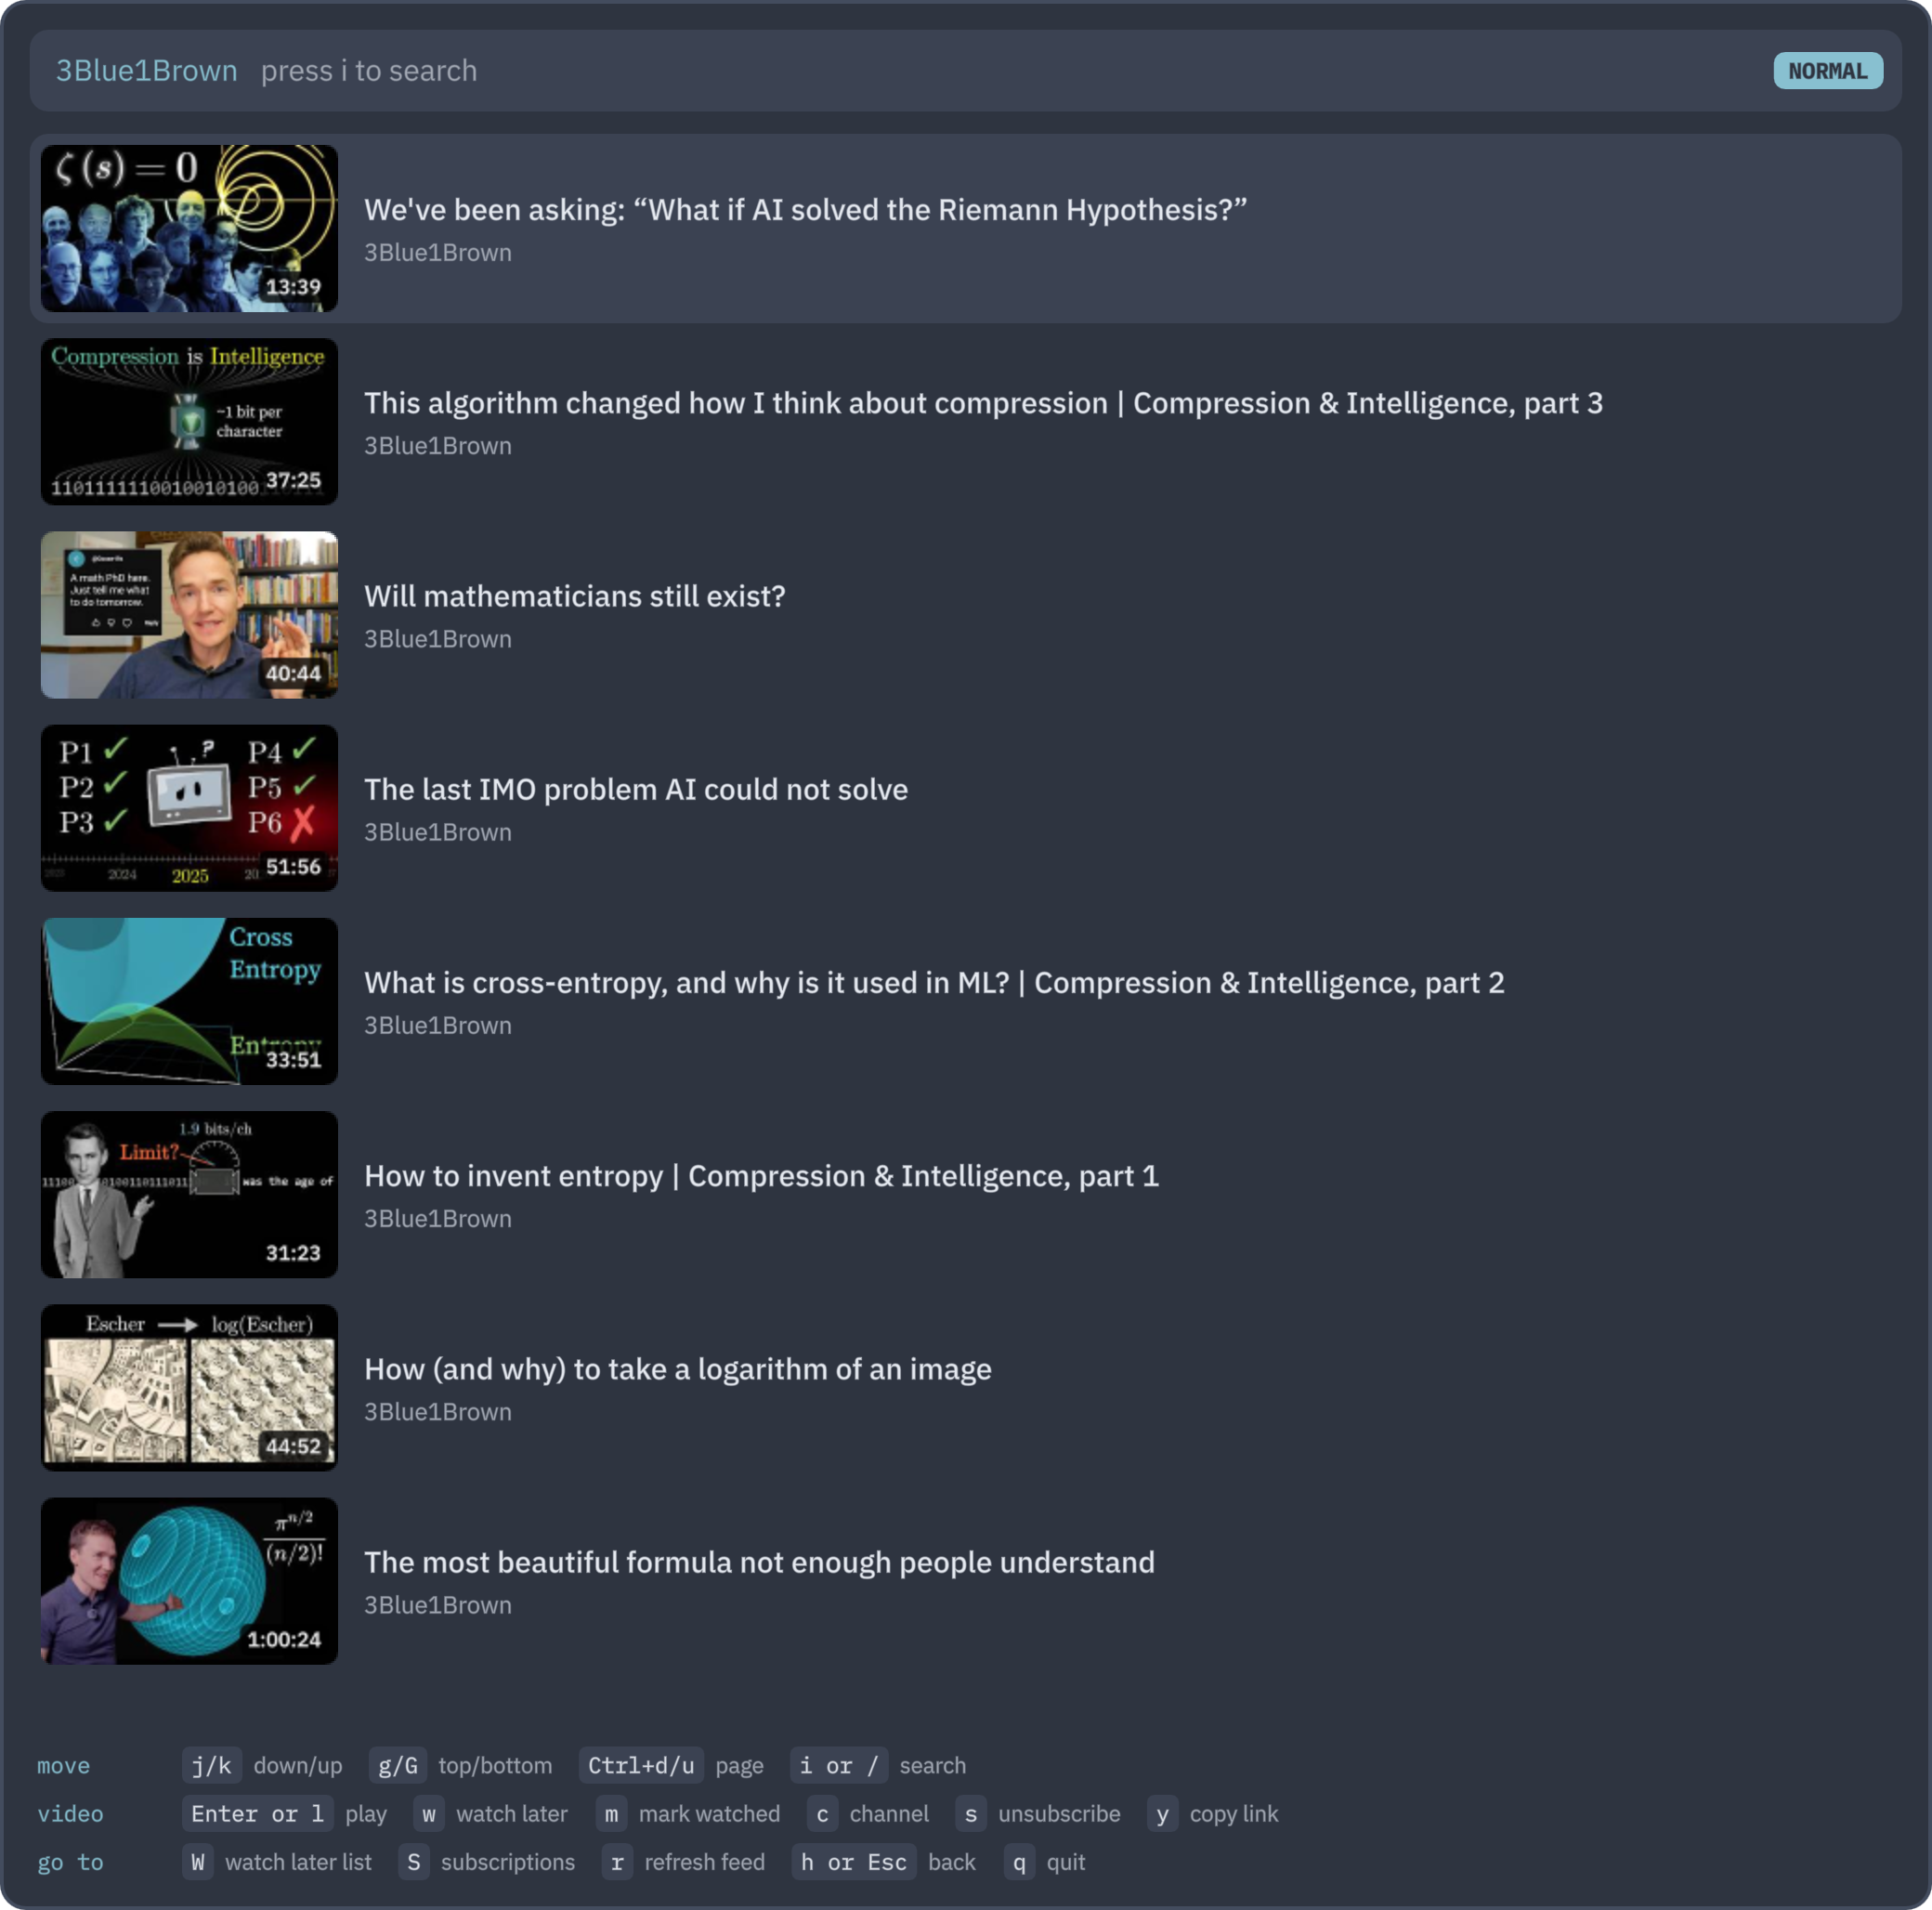 3Blue1Brown press i to search NORMAL
ζ(s) = 0
13:39
We've been asking: “What if AI solved the Riemann Hypothesis?”
3Blue1Brown
Compression is Intelligence
~1 bit per
character
1101111110010010100
37:25
This algorithm changed how I think about compression | Compression & Intelligence, part 3
3Blue1Brown
A math PhD here.
Just tell me what
to do tomorrow.
Reply
40:44
Will mathematicians still exist?
3Blue1Brown
P1 ✓ ? P4 ✓
P2 ✓ P5 ✓
P3 ✓ P6 ✗
2024 2025 20
51:56
The last IMO problem AI could not solve
3Blue1Brown
Cross
Entropy
Entropy
33:51
What is cross-entropy, and why is it used in ML? | Compression & Intelligence, part 2
3Blue1Brown
1.9 bits/ch
Limit?
was the age of
31:23
How to invent entropy | Compression & Intelligence, part 1
3Blue1Brown
Escher → log(Escher)
44:52
How (and why) to take a logarithm of an image
3Blue1Brown
π^n/2
(n/2)!
1:00:24
The most beautiful formula not enough people understand
3Blue1Brown
move j/k down/up g/G top/bottom Ctrl+d/u page i or / search
video Enter or l play w watch later m mark watched c channel s unsubscribe y copy link
go to W watch later list S subscriptions r refresh feed h or Esc back q quit